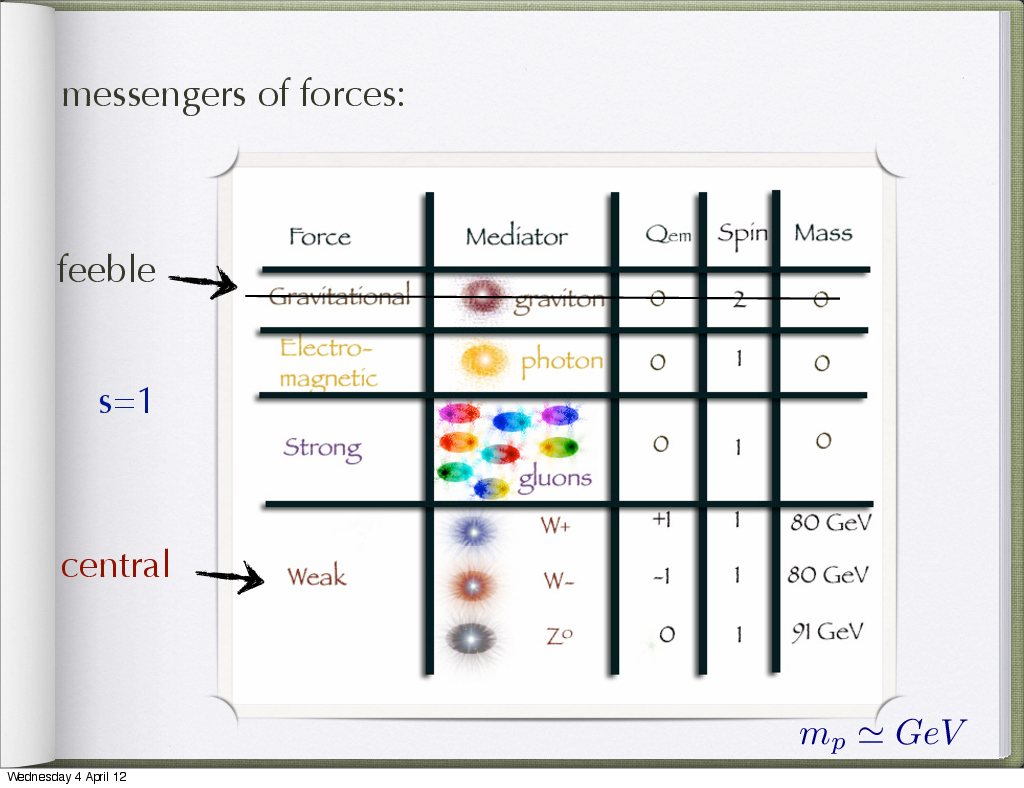 messengers of forces:
Force Mediator Qem Spin Mass
feeble
Gravitational graviton 0 2 0
Electro-
magnetic photon 0 1 0
s=1
Strong gluons 0 1 0
W+ +1 1 80 GeV
central
Weak W- -1 1 80 GeV
Z⁰ 0 1 91 GeV
mₚ ≃ GeV
Wednesday 4 April 12